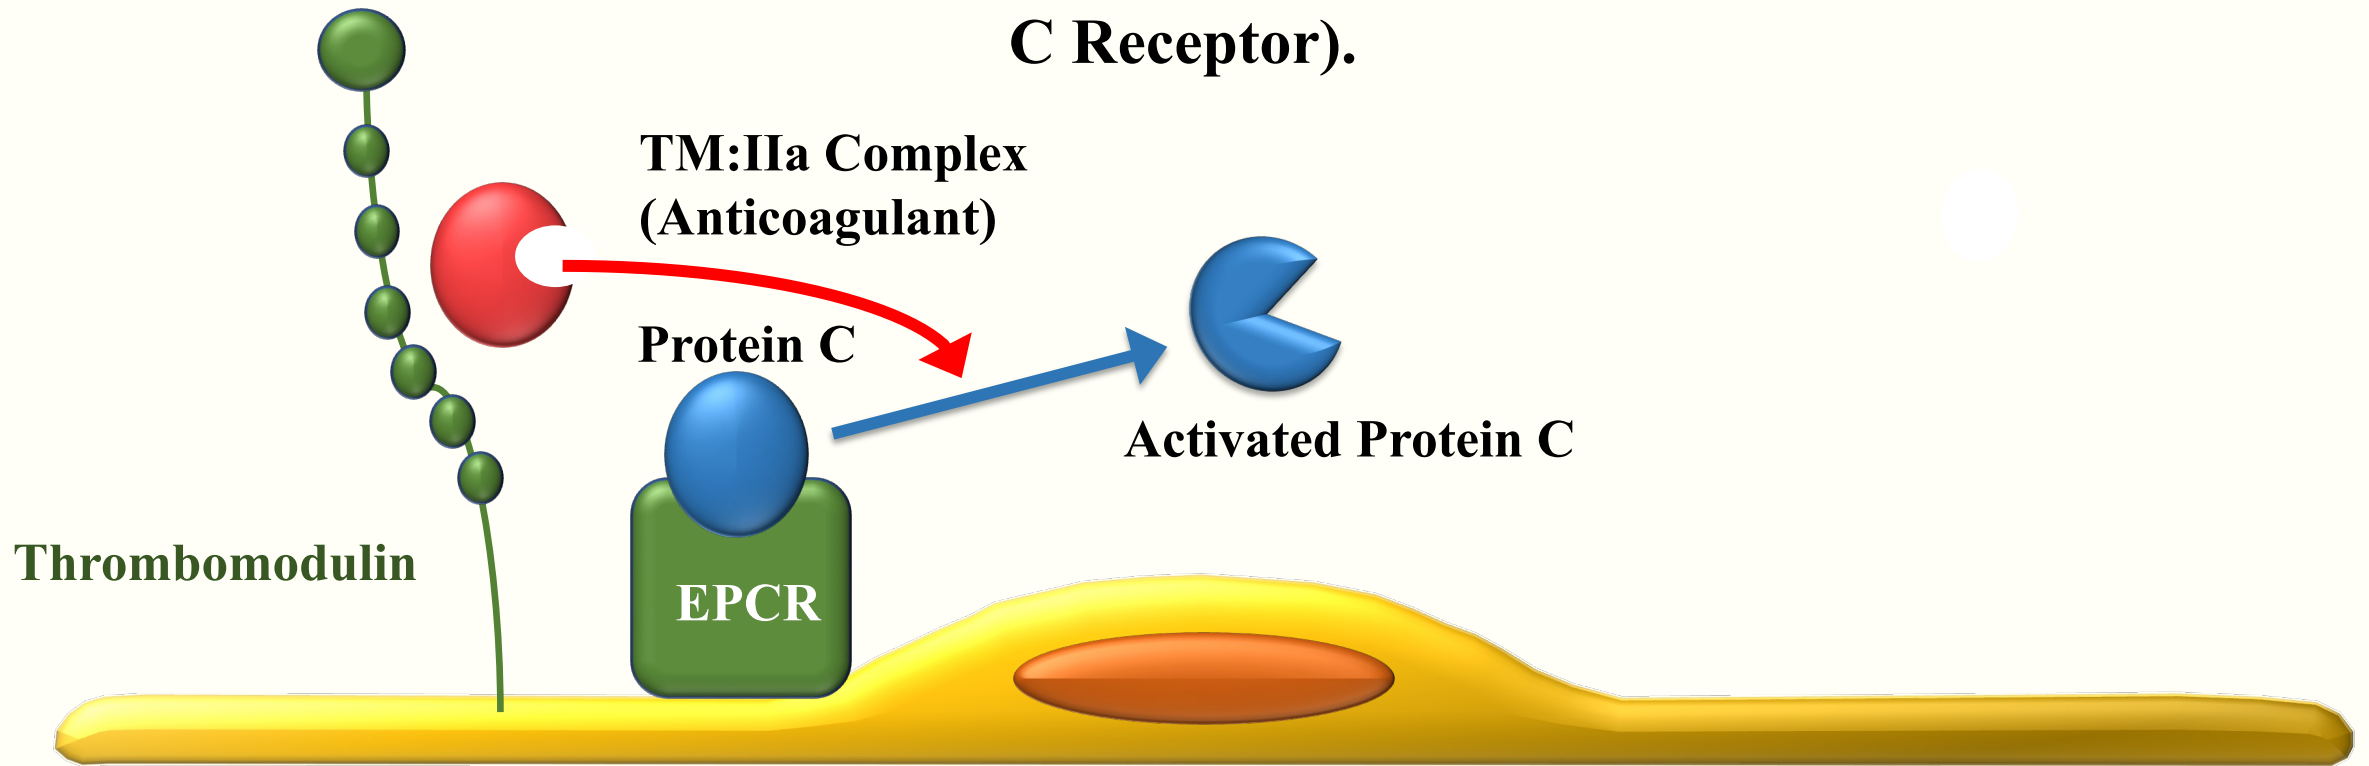 C Receptor).
TM:IIa Complex
(Anticoagulant)
Protein C
Activated Protein C
Thrombomodulin
EPCR